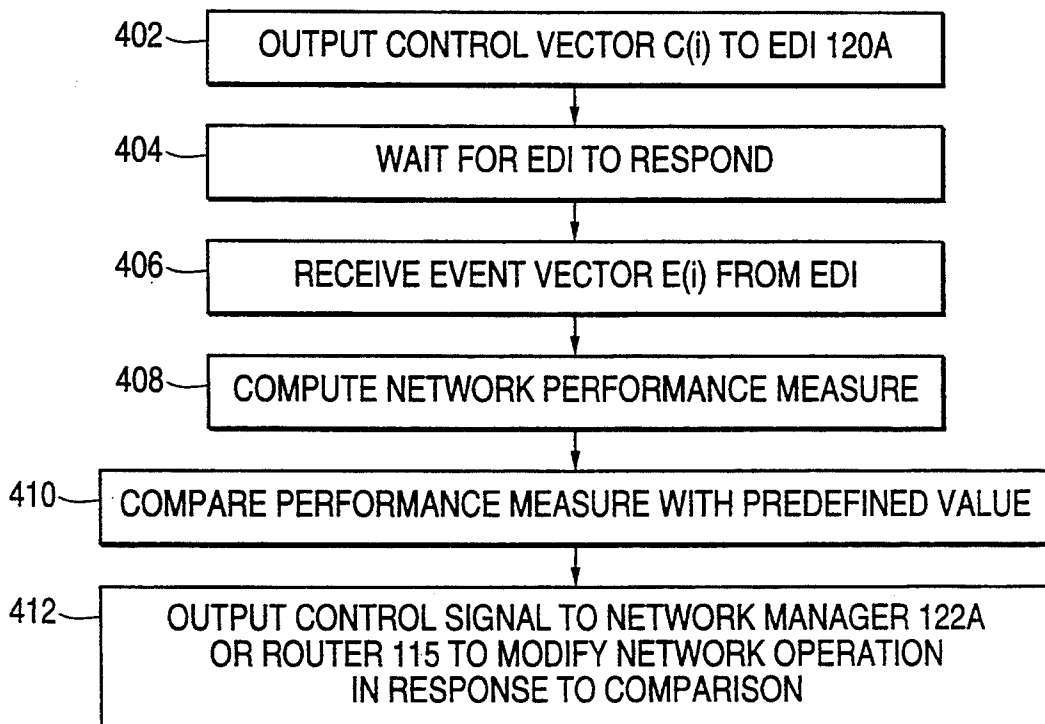 402
OUTPUT CONTROL VECTOR C(i) TO EDI 120A
404
WAIT FOR EDI TO RESPOND
406
RECEIVE EVENT VECTOR E(i) FROM EDI
408
COMPUTE NETWORK PERFORMANCE MEASURE
410
COMPARE PERFORMANCE MEASURE WITH PREDEFINED VALUE
412
OUTPUT CONTROL SIGNAL TO NETWORK MANAGER 122A
OR ROUTER 115 TO MODIFY NETWORK OPERATION
IN RESPONSE TO COMPARISON